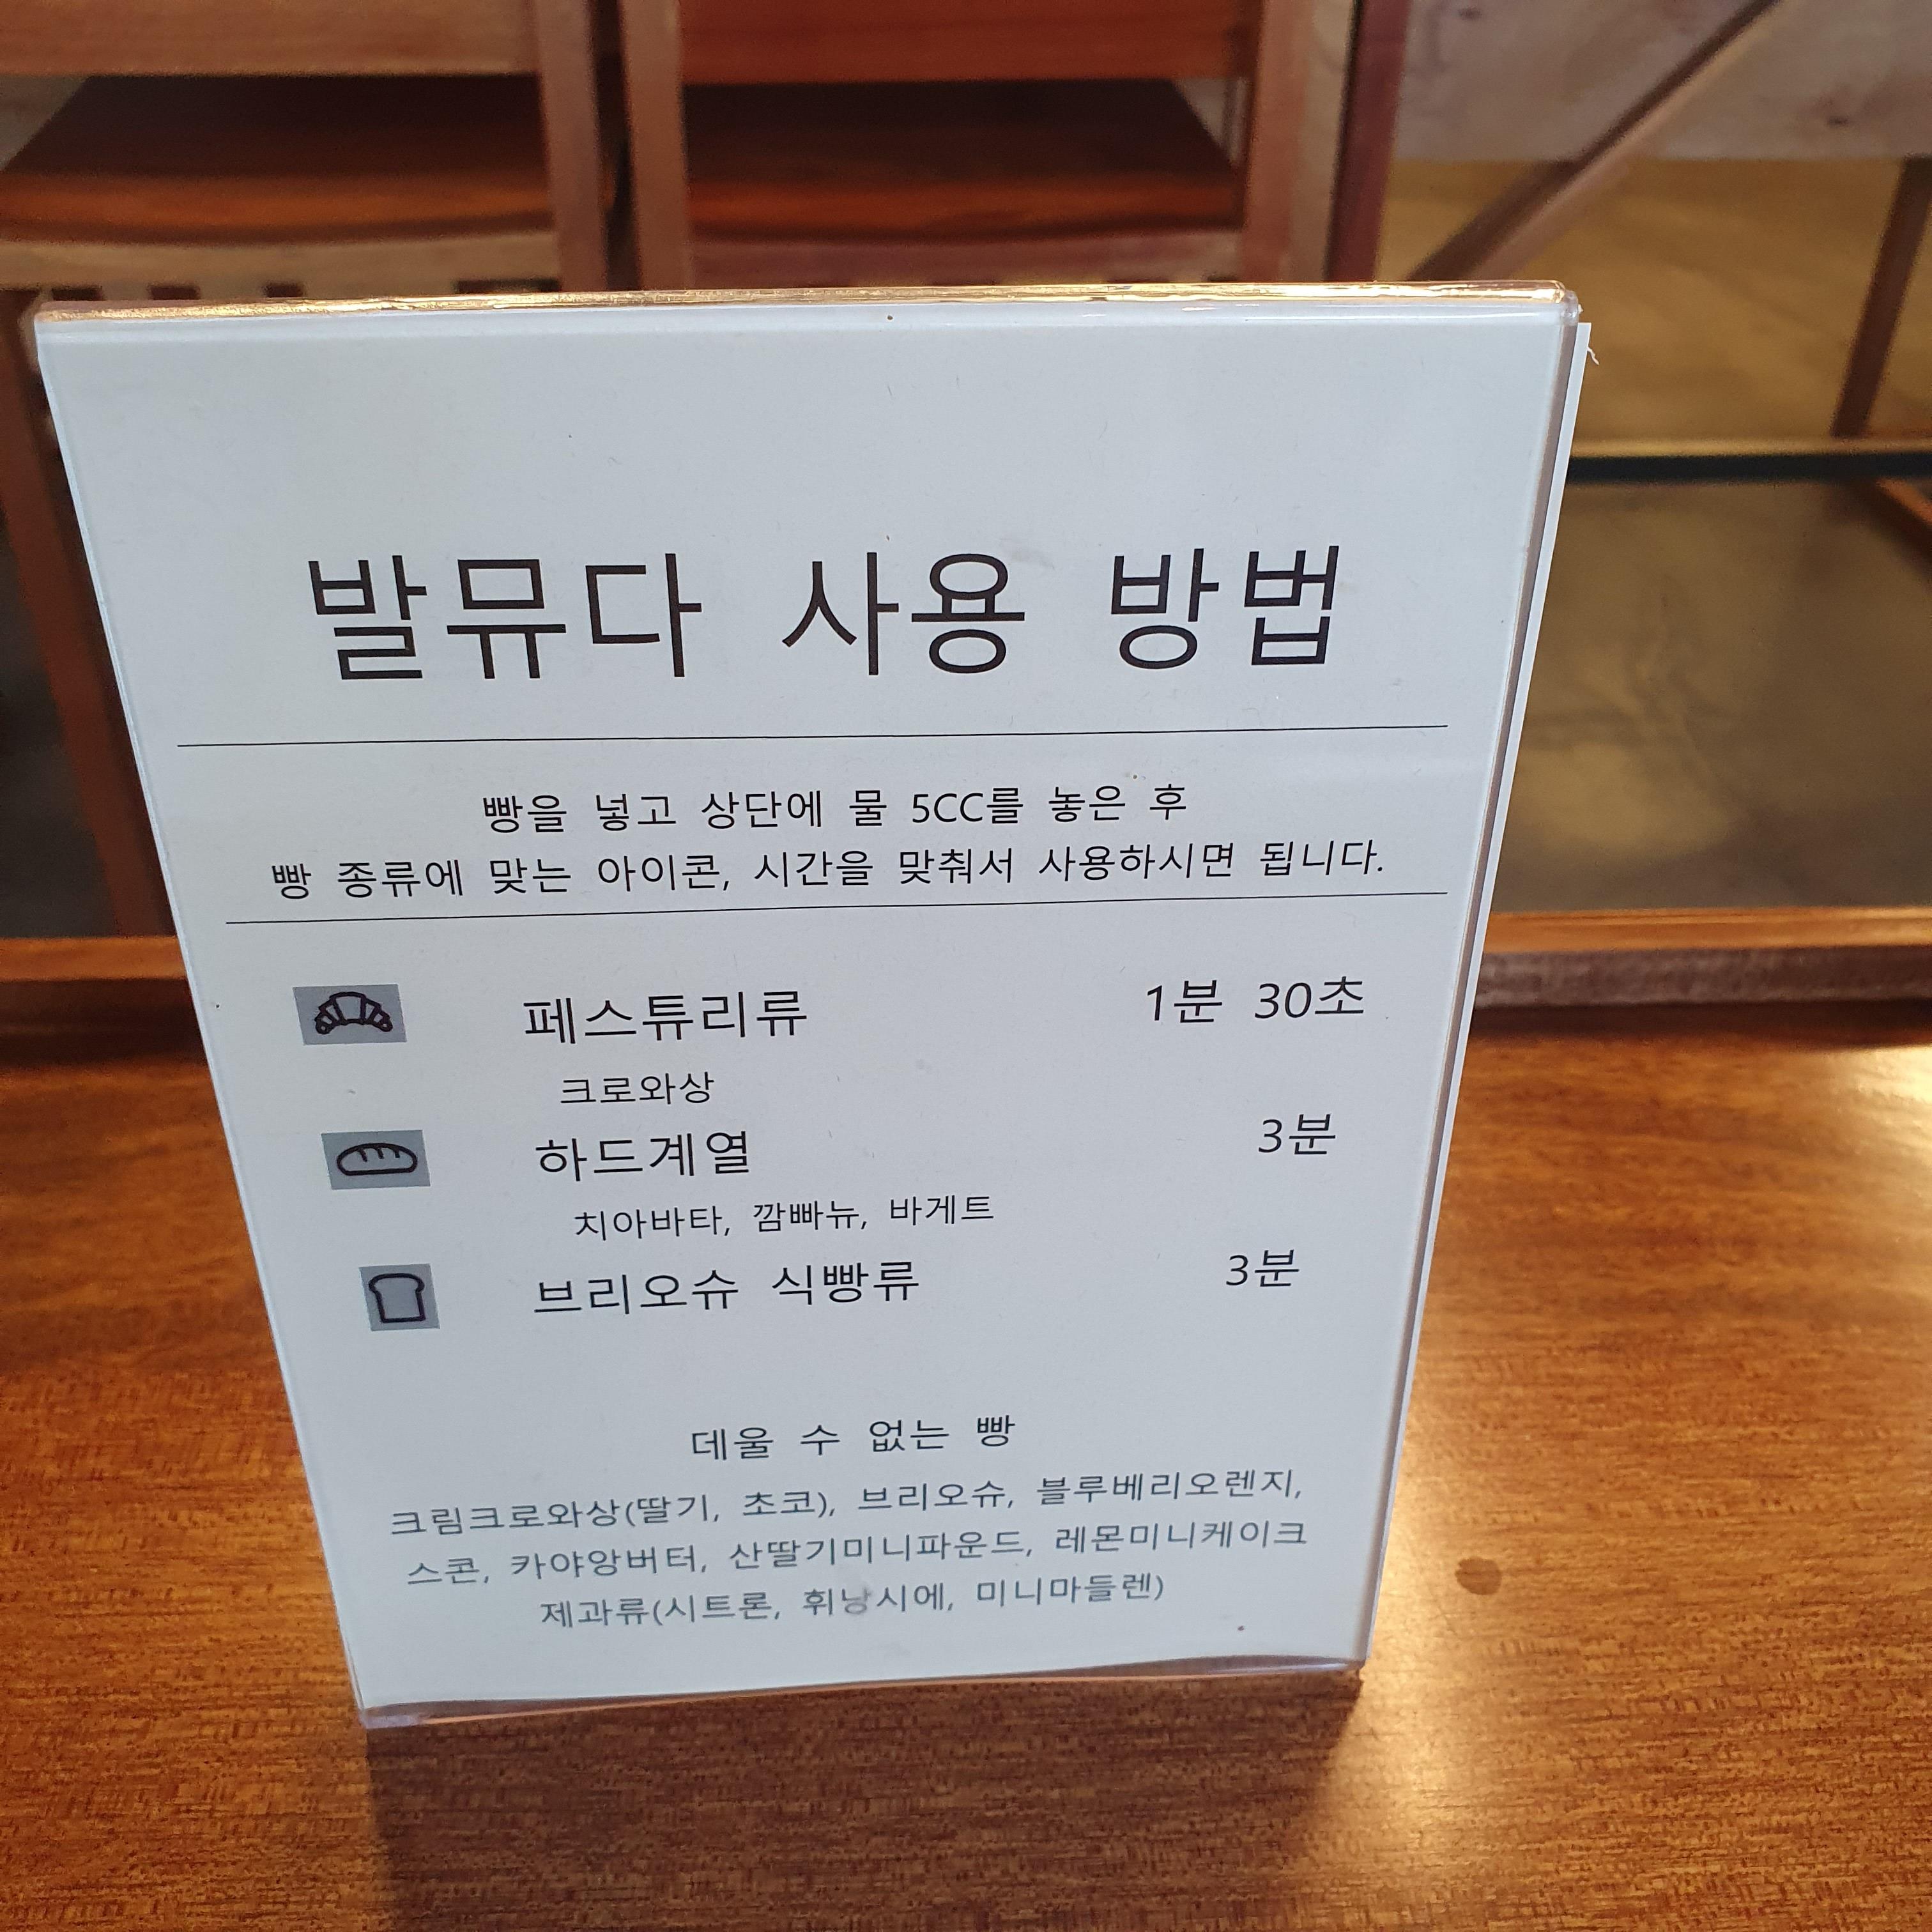 발뮤다 사용 방법
빵을 넣고 상단에 물 5CC를 놓은 후
빵 종류에 맞는 아이콘, 시간을 맞춰서 사용하시면 됩니다.
페스튜리류 1분 30초
크로와상
하드계열 3분
치아바타, 깜빠뉴, 바게트
브리오슈 식빵류 3분
데울 수 없는 빵
크림크로와상(딸기, 초코), 브리오슈, 블루베리오렌지,
스콘, 카야앙버터, 산딸기미니파운드, 레몬미니케이크
제과류(시트론, 휘낭시에, 미니마들렌)